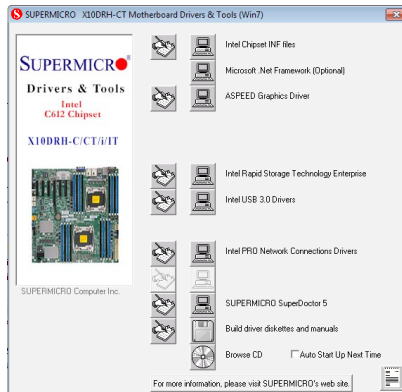 SUPERMICRO X10DRH-CT Motherboard Drivers & Tools (Win7)
SUPERMICRO
Drivers & Tools
Intel
C612 Chipset
X10DRH-C/CT/i/IT
SUPERMICRO Computer Inc.
Intel Chipset INF files
Microsoft .Net Framework (Optional)
ASPEED Graphics Driver
Intel Rapid Storage Technology Enterprise
Intel USB 3.0 Drivers
Intel PRO Network Connections Drivers
SUPERMICRO SuperDoctor 5
Build driver diskettes and manuals
Browse CD
Auto Start Up Next Time
For more information, please visit SUPERMICRO's web site.